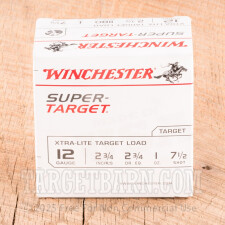 WINCHESTER
WINCHESTER
SUPER-
TARGET
TARGET
XTRA-LITE TARGET LOAD
12 2 3/4 2 3/4 1 7 1/2
GAUGE INCHES DR. EQ. OZ. SHOT
TARGETBARN.COM